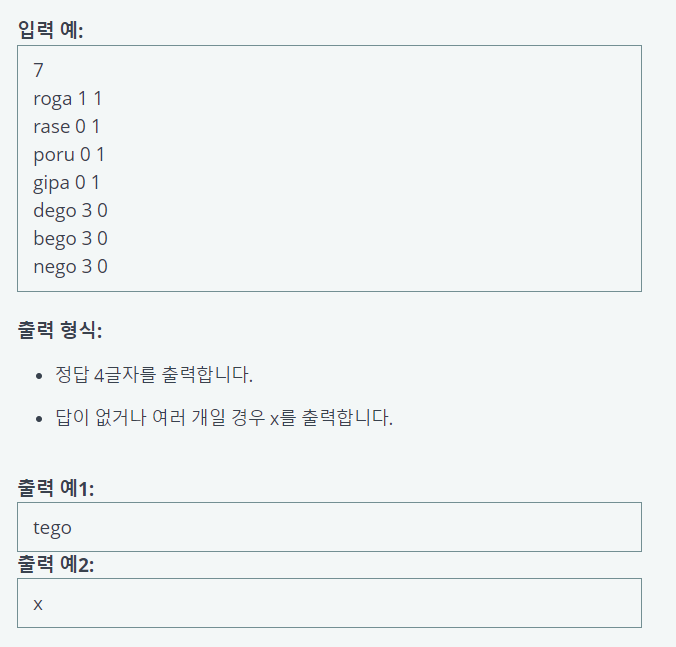 입력 예:
7
roga 1 1
rase 0 1
poru 0 1
gipa 0 1
dego 3 0
bego 3 0
nego 3 0
출력 형식:
• 정답 4글자를 출력합니다.
• 답이 없거나 여러 개일 경우 x를 출력합니다.
출력 예1:
tego
출력 예2:
x